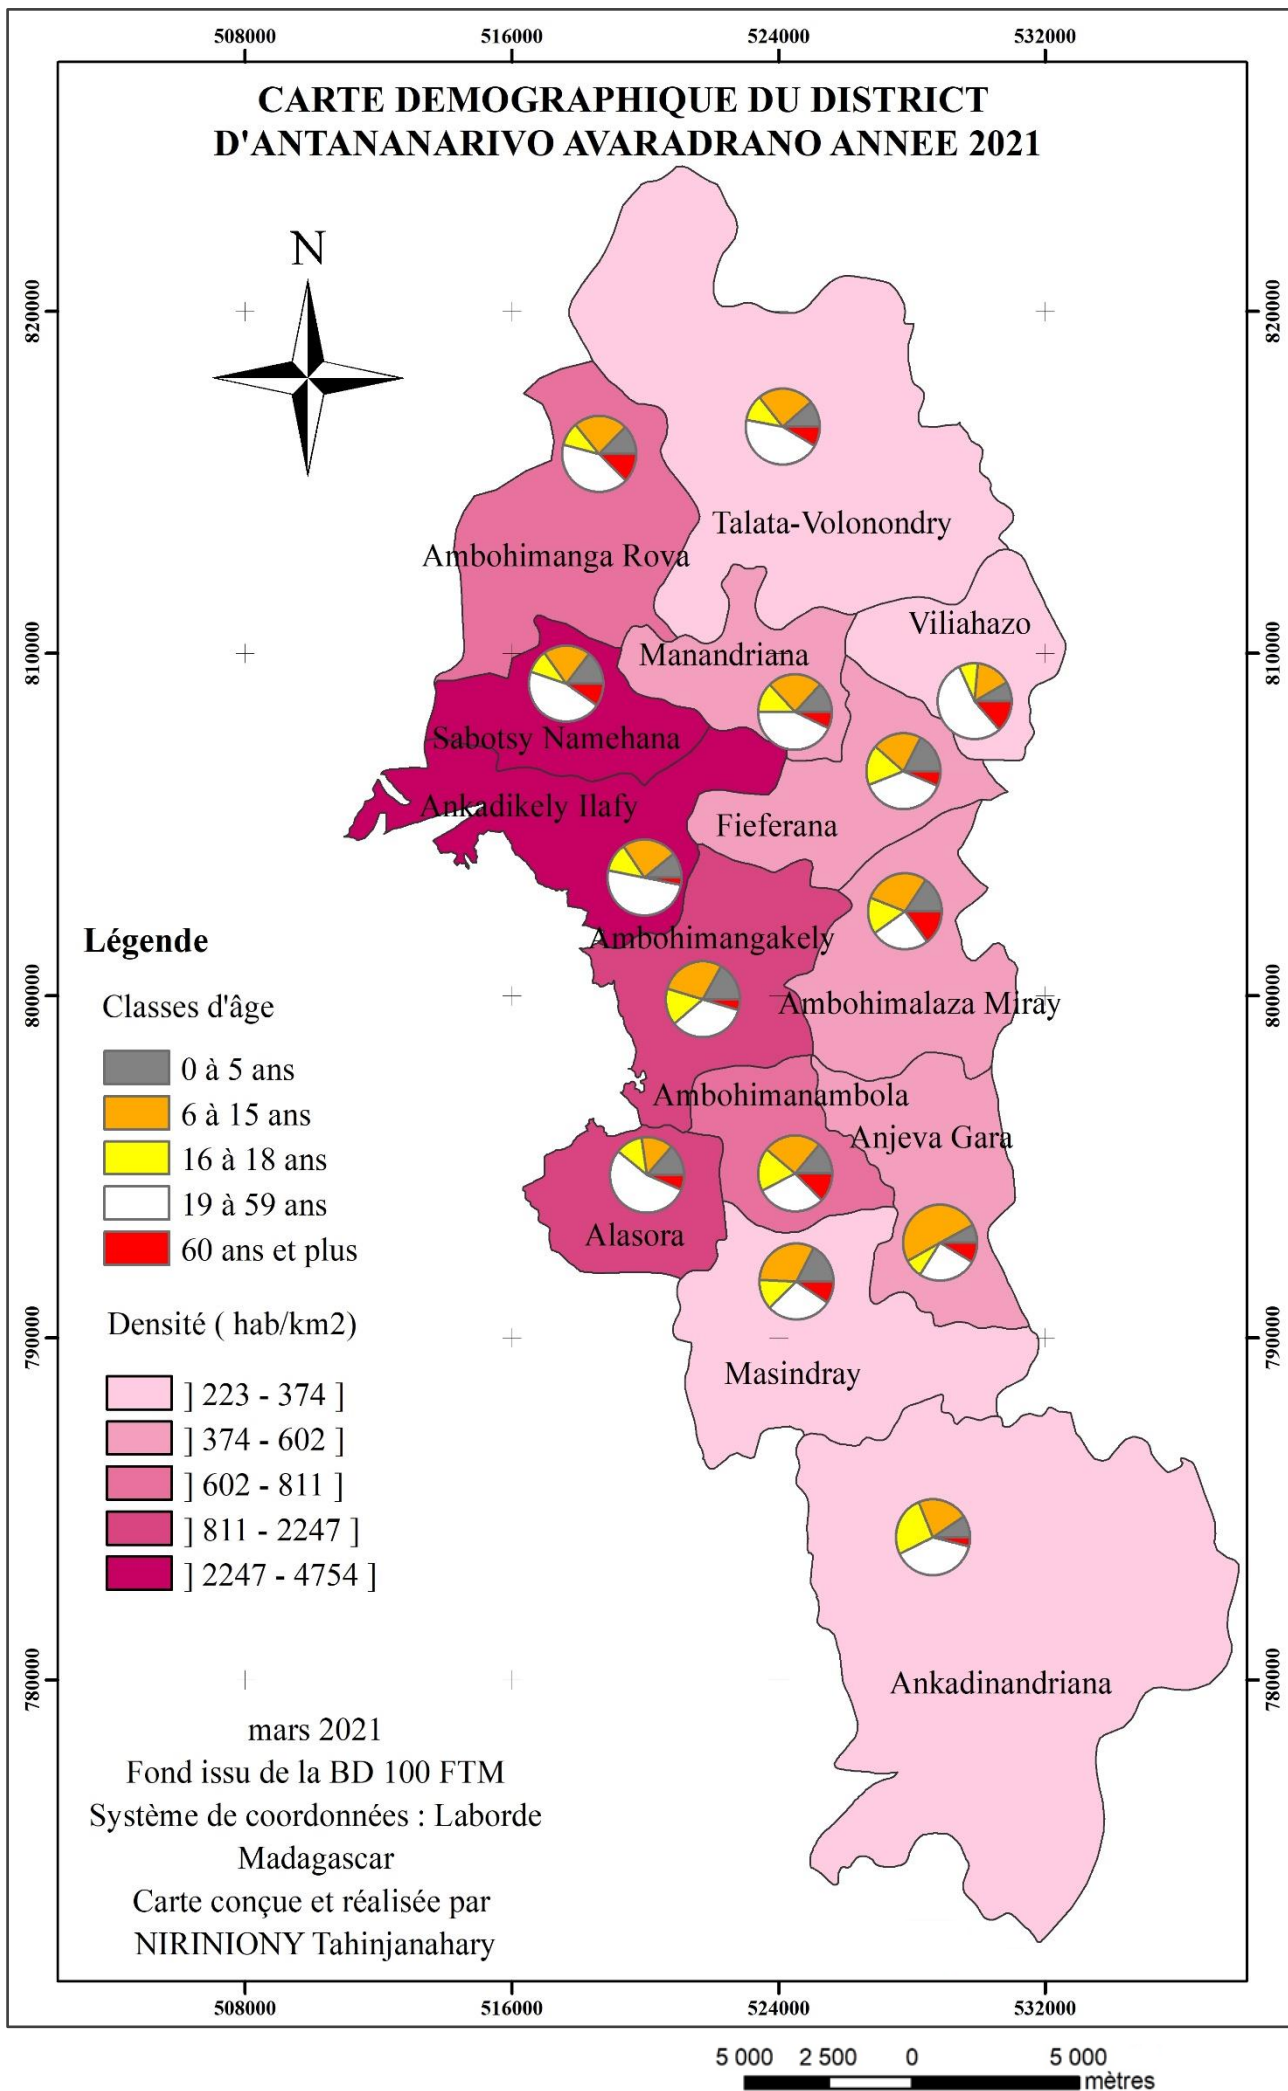 508000 516000 524000 532000
CARTE DEMOGRAPHIQUE DU DISTRICT
D'ANTANANARIVO AVARADRANO ANNEE 2021
N
820000 820000
Talata-Volonondry
Ambohimanga Rova
Viliahazo
810000 810000
Manandriana
Sabotsy Namehana
Ankadikely Ilafy
Fieferana
Ambohimangakely
800000 800000
Ambohimalaza Miray
Ambohimanambola
Anjeva Gara
Alasora
790000 790000
Masindray
780000 780000
Ankadinandriana
Légende
Classes d'âge
0 à 5 ans
6 à 15 ans
16 à 18 ans
19 à 59 ans
60 ans et plus
Densité ( hab/km2)
] 223 - 374 ]
] 374 - 602 ]
] 602 - 811 ]
] 811 - 2247 ]
] 2247 - 4754 ]
mars 2021
Fond issu de la BD 100 FTM
Système de coordonnées : Laborde
Madagascar
Carte conçue et réalisée par
NIRINIONY Tahinjanahary
508000 516000 524000 532000
5 000 2 500 0 5 000
mètres